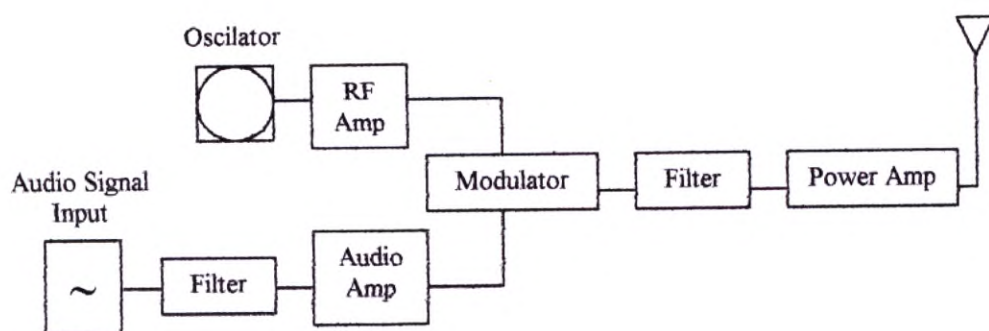 Oscilator
RF
Amp
Audio Signal
Input
Modulator
Filter
Power Amp
~
Filter
Audio
Amp